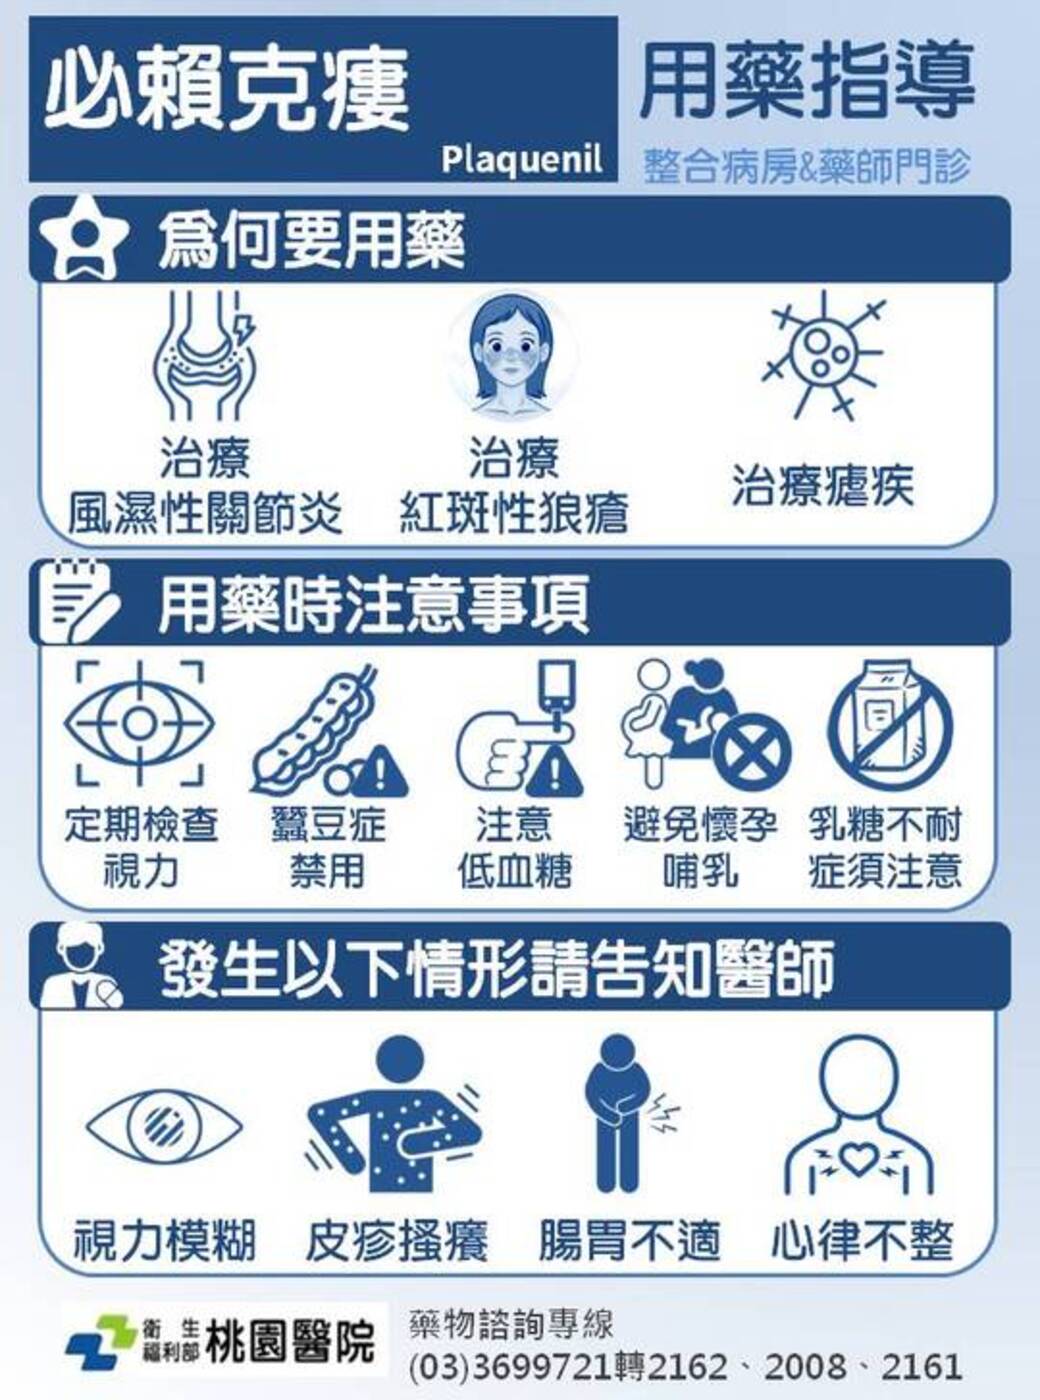 必賴克瘻
Plaquenil
用藥指導
整合病房&藥師門診
為何要用藥
治療
風濕性關節炎
治療
紅斑性狼瘡
治療瘧疾
用藥時注意事項
定期檢查
視力
蠶豆症
禁用
注意
低血糖
避免懷孕
哺乳
乳糖不耐
症須注意
發生以下情形請告知醫師
視力模糊
皮疹搔癢
腸胃不適
心律不整
衛生
福利部
桃園醫院
藥物諮詢專線
(03)3699721轉2162、2008、2161